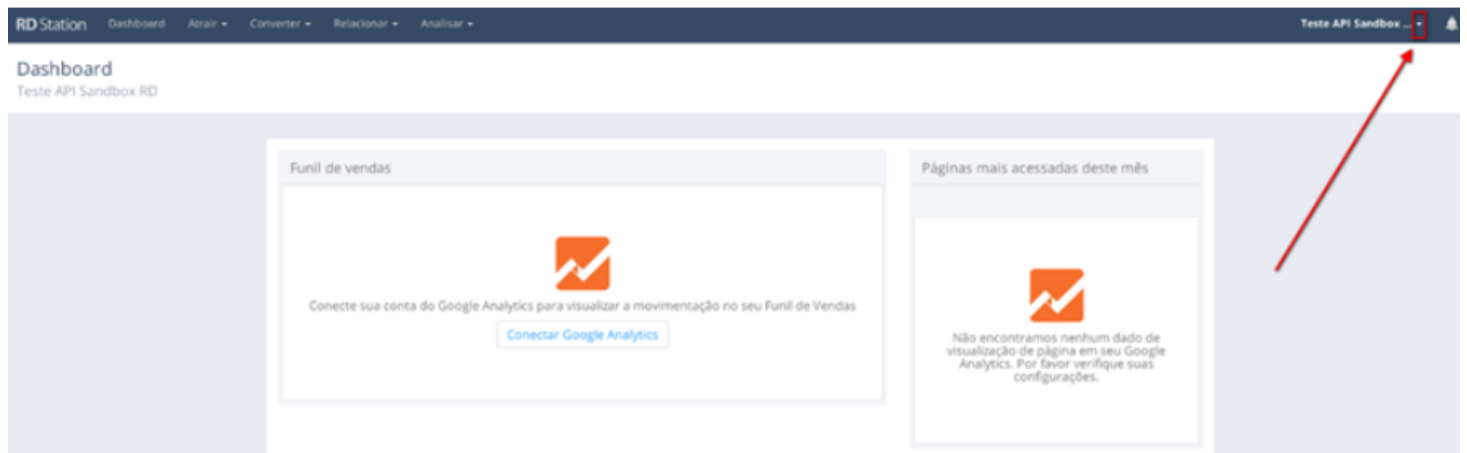 RD Station Dashboard Atrair Converter Relacionar Analisar Teste API Sandbox ...
Dashboard
Teste API Sandbox RD
Funil de vendas
Conecte sua conta do Google Analytics para visualizar a movimentação no seu Funil de Vendas
Conectar Google Analytics
Páginas mais acessadas deste mês
Não encontramos nenhum dado de
visualização de página em seu Google
Analytics. Por favor verifique suas
configurações.